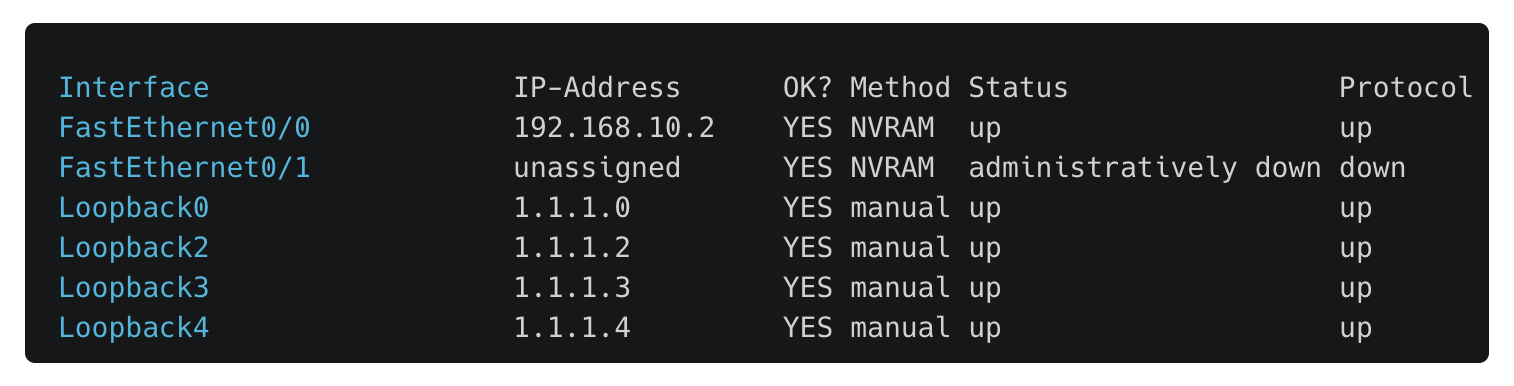 Interface                  IP-Address      OK? Method Status                Protocol
FastEthernet0/0            192.168.10.2    YES NVRAM  up                    up
FastEthernet0/1            unassigned      YES NVRAM  administratively down down
Loopback0                  1.1.1.0         YES manual up                    up
Loopback2                  1.1.1.2         YES manual up                    up
Loopback3                  1.1.1.3         YES manual up                    up
Loopback4                  1.1.1.4         YES manual up                    up